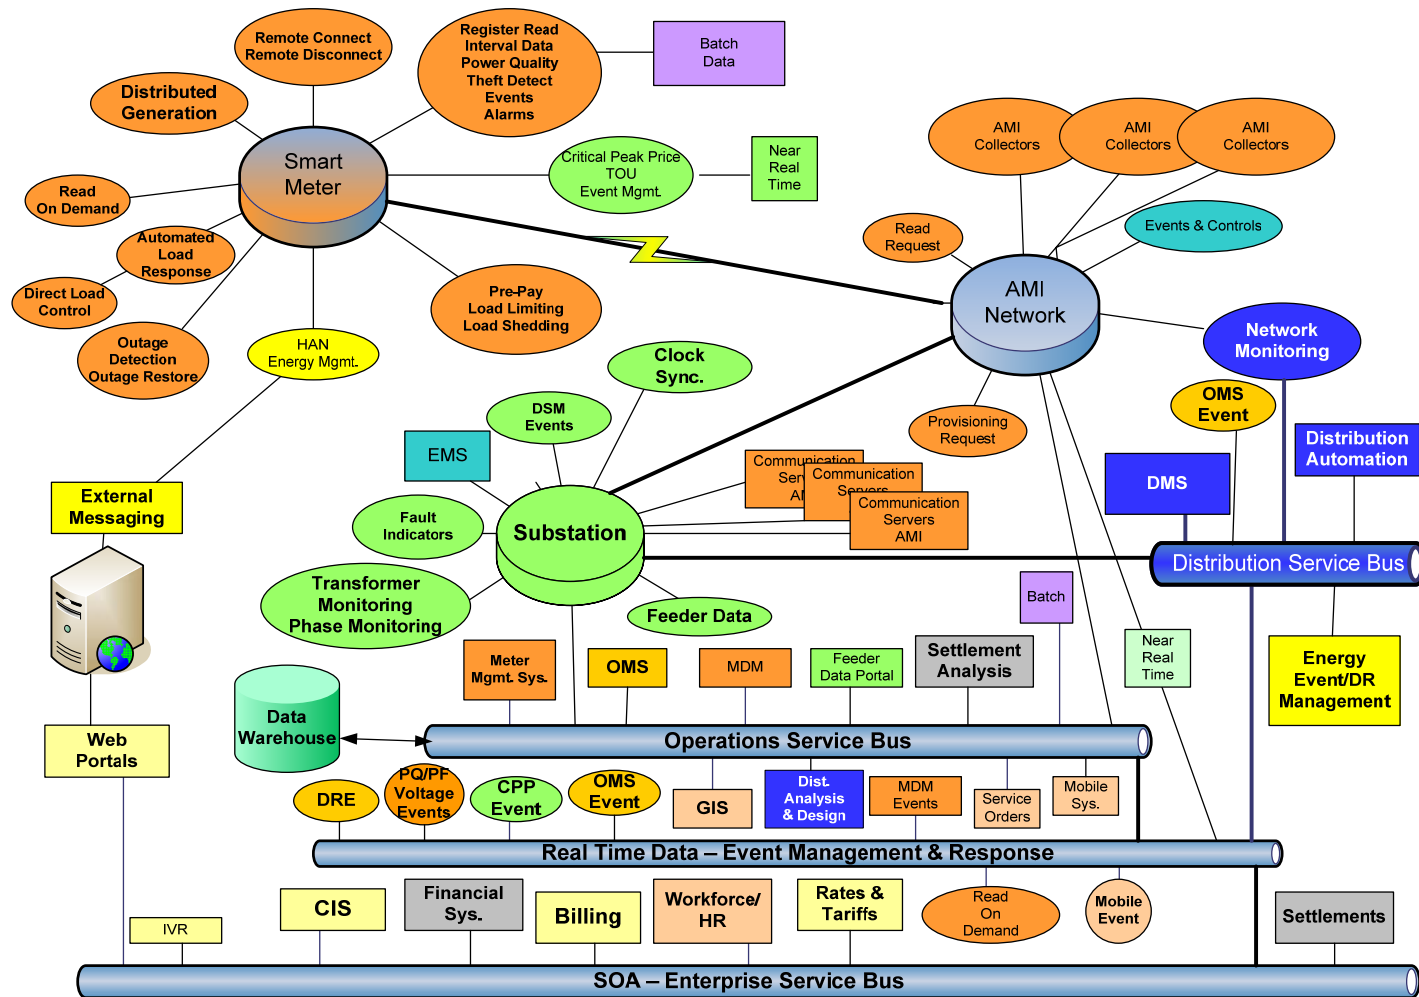 Remote Connect
Remote Disconnect
Register Read
Interval Data
Power Quality
Theft Detect
Events
Alarms
Batch
Data
Distributed
Generation
Smart
Meter
Critical Peak Price
TOU
Event Mgmt.
Near
Real
Time
AMI
Collectors
AMI
Collectors
AMI
Collectors
Read
On Demand
Automated
Load
Response
Direct Load
Control
Outage
Detection
Outage Restore
HAN
Energy Mgmt.
Pre-Pay
Load Limiting
Load Shedding
Read
Request
Events & Controls
AMI
Network
Network
Monitoring
Clock
Sync.
DSM
Events
Provisioning
Request
OMS
Event
Distribution
Automation
DMS
EMS
Communication
Serv
AM
Communication
Servers
Communication
Servers
AMI
External
Messaging
Fault
Indicators
Substation
Distribution Service Bus
Transformer
Monitoring
Phase Monitoring
Feeder Data
Batch
Near
Real
Time
Energy
Event/DR
Management
Meter
Mgmt. Sys.
OMS
MDM
Feeder
Data Portal
Settlement
Analysis
Data
Warehouse
Web
Portals
Operations Service Bus
DRE
PQ/PF
Voltage
Events
CPP
Event
OMS
Event
GIS
Dist.
Analysis
& Design
MDM
Events
Service
Orders
Mobile
Sys.
Real Time Data – Event Management & Response
IVR
CIS
Financial
Sys.
Billing
Workforce/
HR
Rates &
Tariffs
Read
On
Demand
Mobile
Event
Settlements
SOA – Enterprise Service Bus